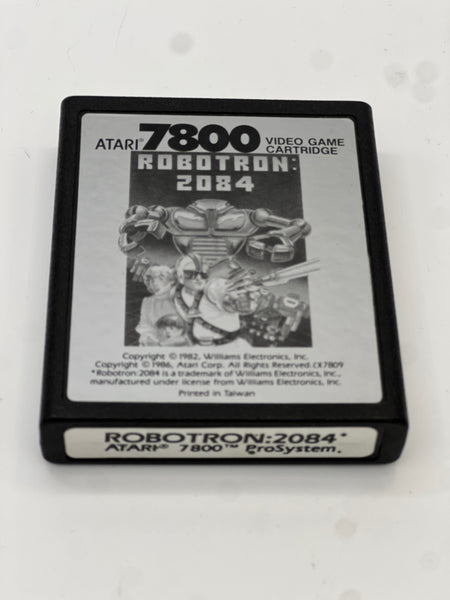 ATARI® 7800 VIDEO GAME CARTRIDGE
ROBOTRON:
2084
Copyright © 1982, Williams Electronics, Inc.
Copyright © 1986, Atari Corp. All Rights Reserved. CX7809
*Robotron:2084 is a trademark of Williams Electronics, Inc.,
manufactured under license from Williams Electronics, Inc.
Printed in Taiwan
ROBOTRON:2084*
ATARI® 7800™ ProSystem.